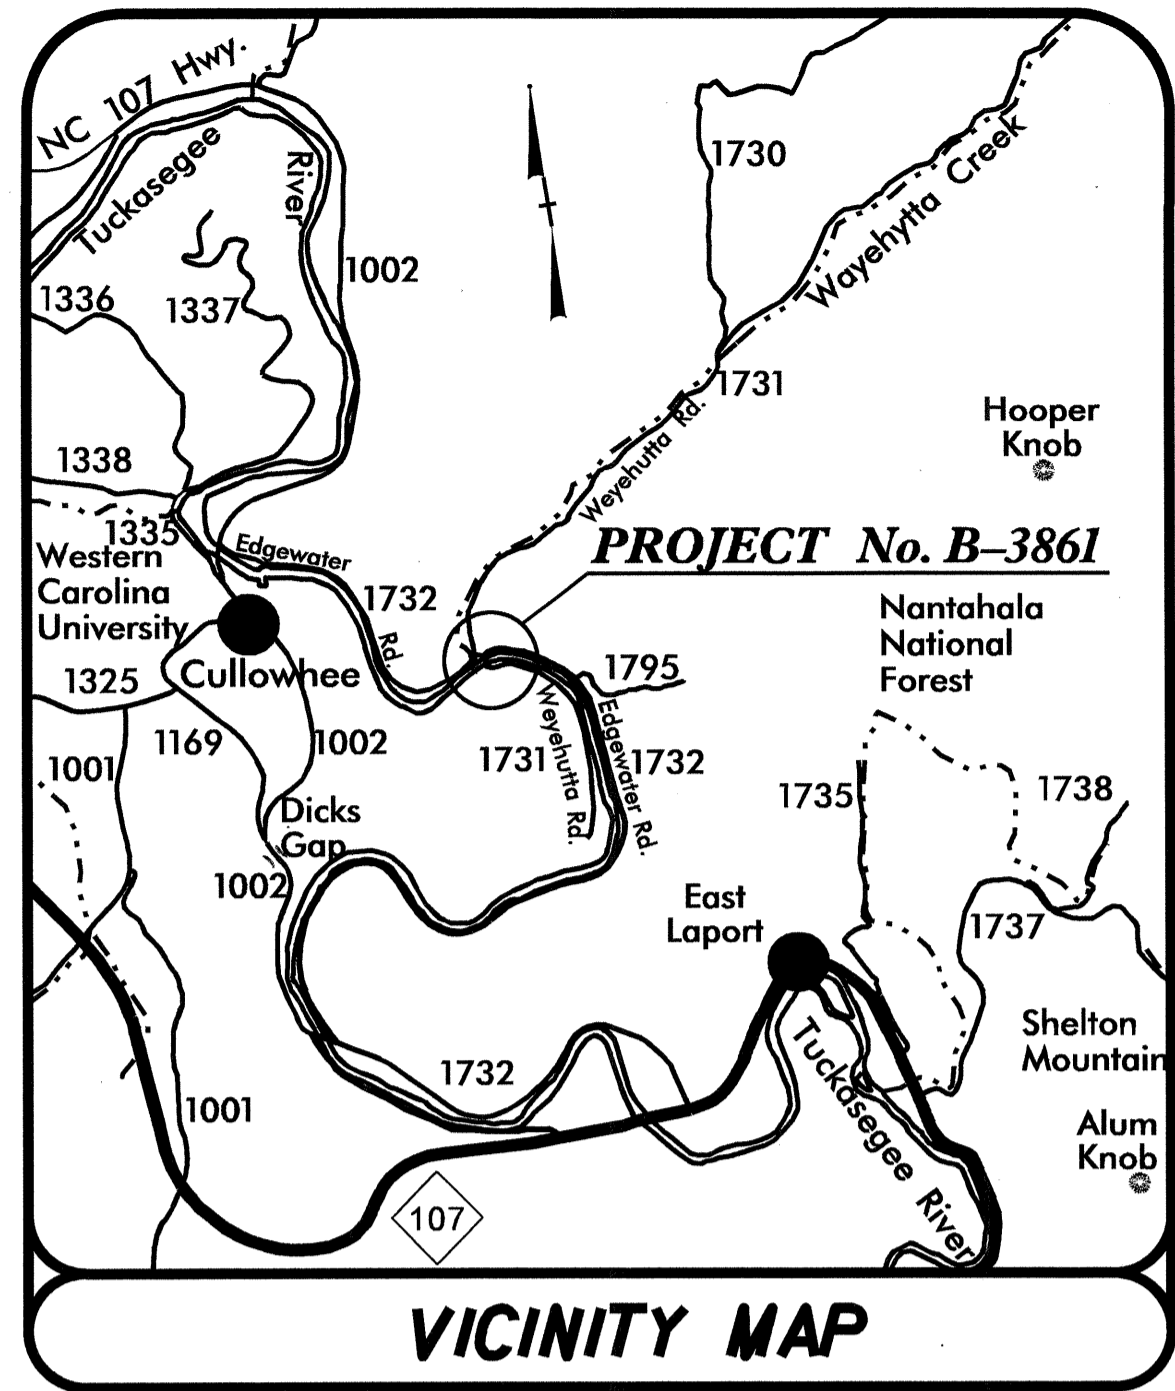 NC 107 Hwy.
Tuckasegee
River
1730
Wayehytta Creek
1002
1336
1337
1731
Weyehutta Rd.
Hooper
Knob
1338
1335
Edgewater
Rd.
PROJECT No. B–3861
Western
Carolina
University
1732
Nantahala
National
Forest
Cullowhee
1325
1795
1169
1002
1731
Weyehutta Rd.
Edgewater Rd.
1732
1001
1735
1738
Dicks
Gap
1002
East
Laport
1737
Shelton
Mountain
Tuckasegee River
1732
1001
Alum
Knob
107
VICINITY MAP